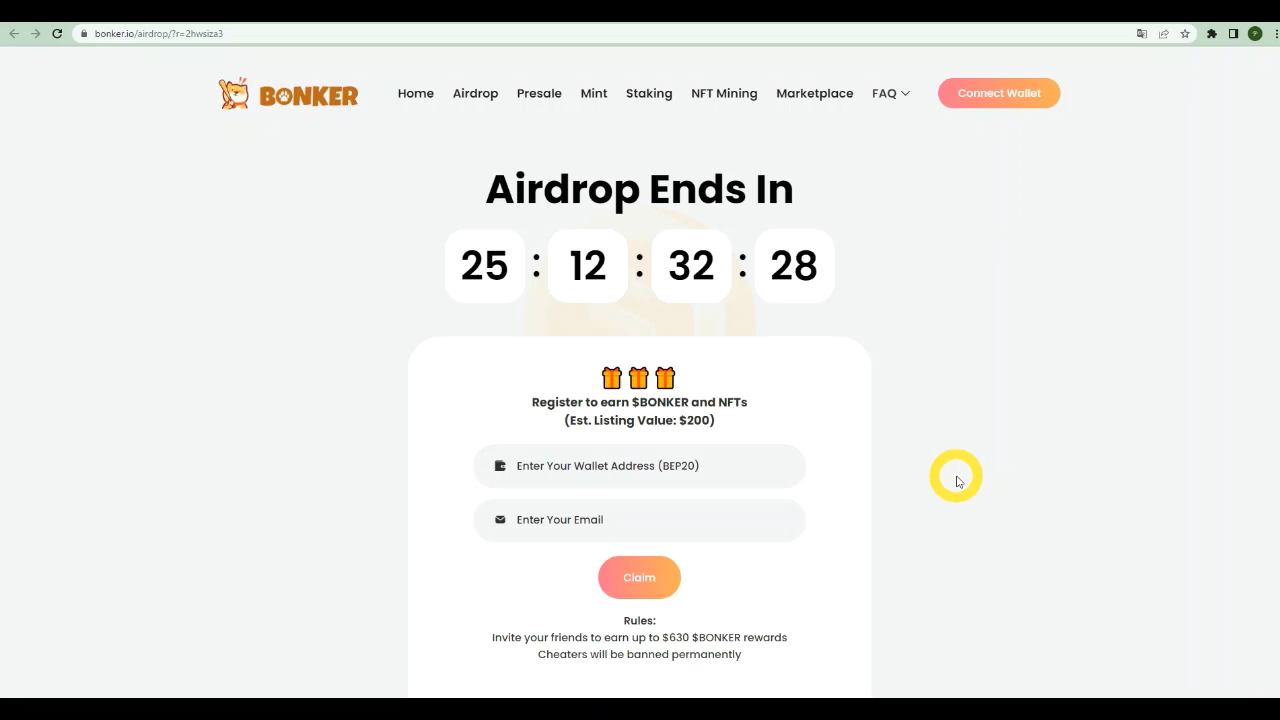 bonker.io/airdrop/?r=2hwsiza3
BONKER Home Airdrop Presale Mint Staking NFT Mining Marketplace FAQ Connect Wallet
Airdrop Ends In
25 : 12 : 32 : 28
Register to earn $BONKER and NFTs
(Est. Listing Value: $200)
Enter Your Wallet Address (BEP20)
Enter Your Email
Claim
Rules:
Invite your friends to earn up to $630 $BONKER rewards
Cheaters will be banned permanently